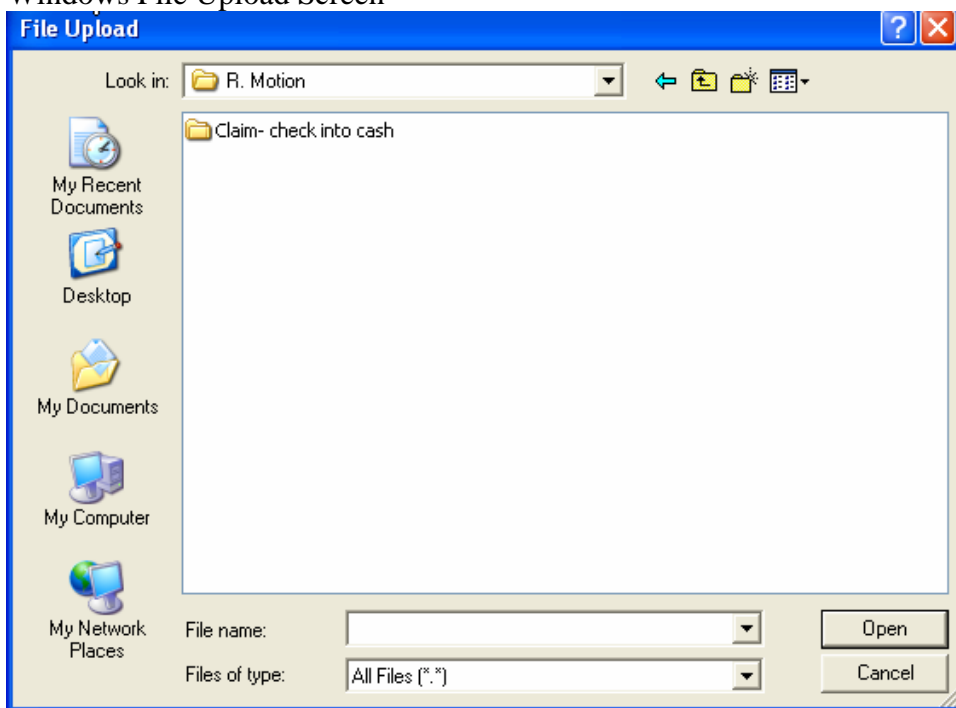 Windows File Upload Screen
File Upload
Look in: R. Motion
Claim- check into cash
My Recent
Documents
Desktop
My Documents
My Computer
My Network
Places
File name:
Open
Files of type: All Files (*.*)
Cancel